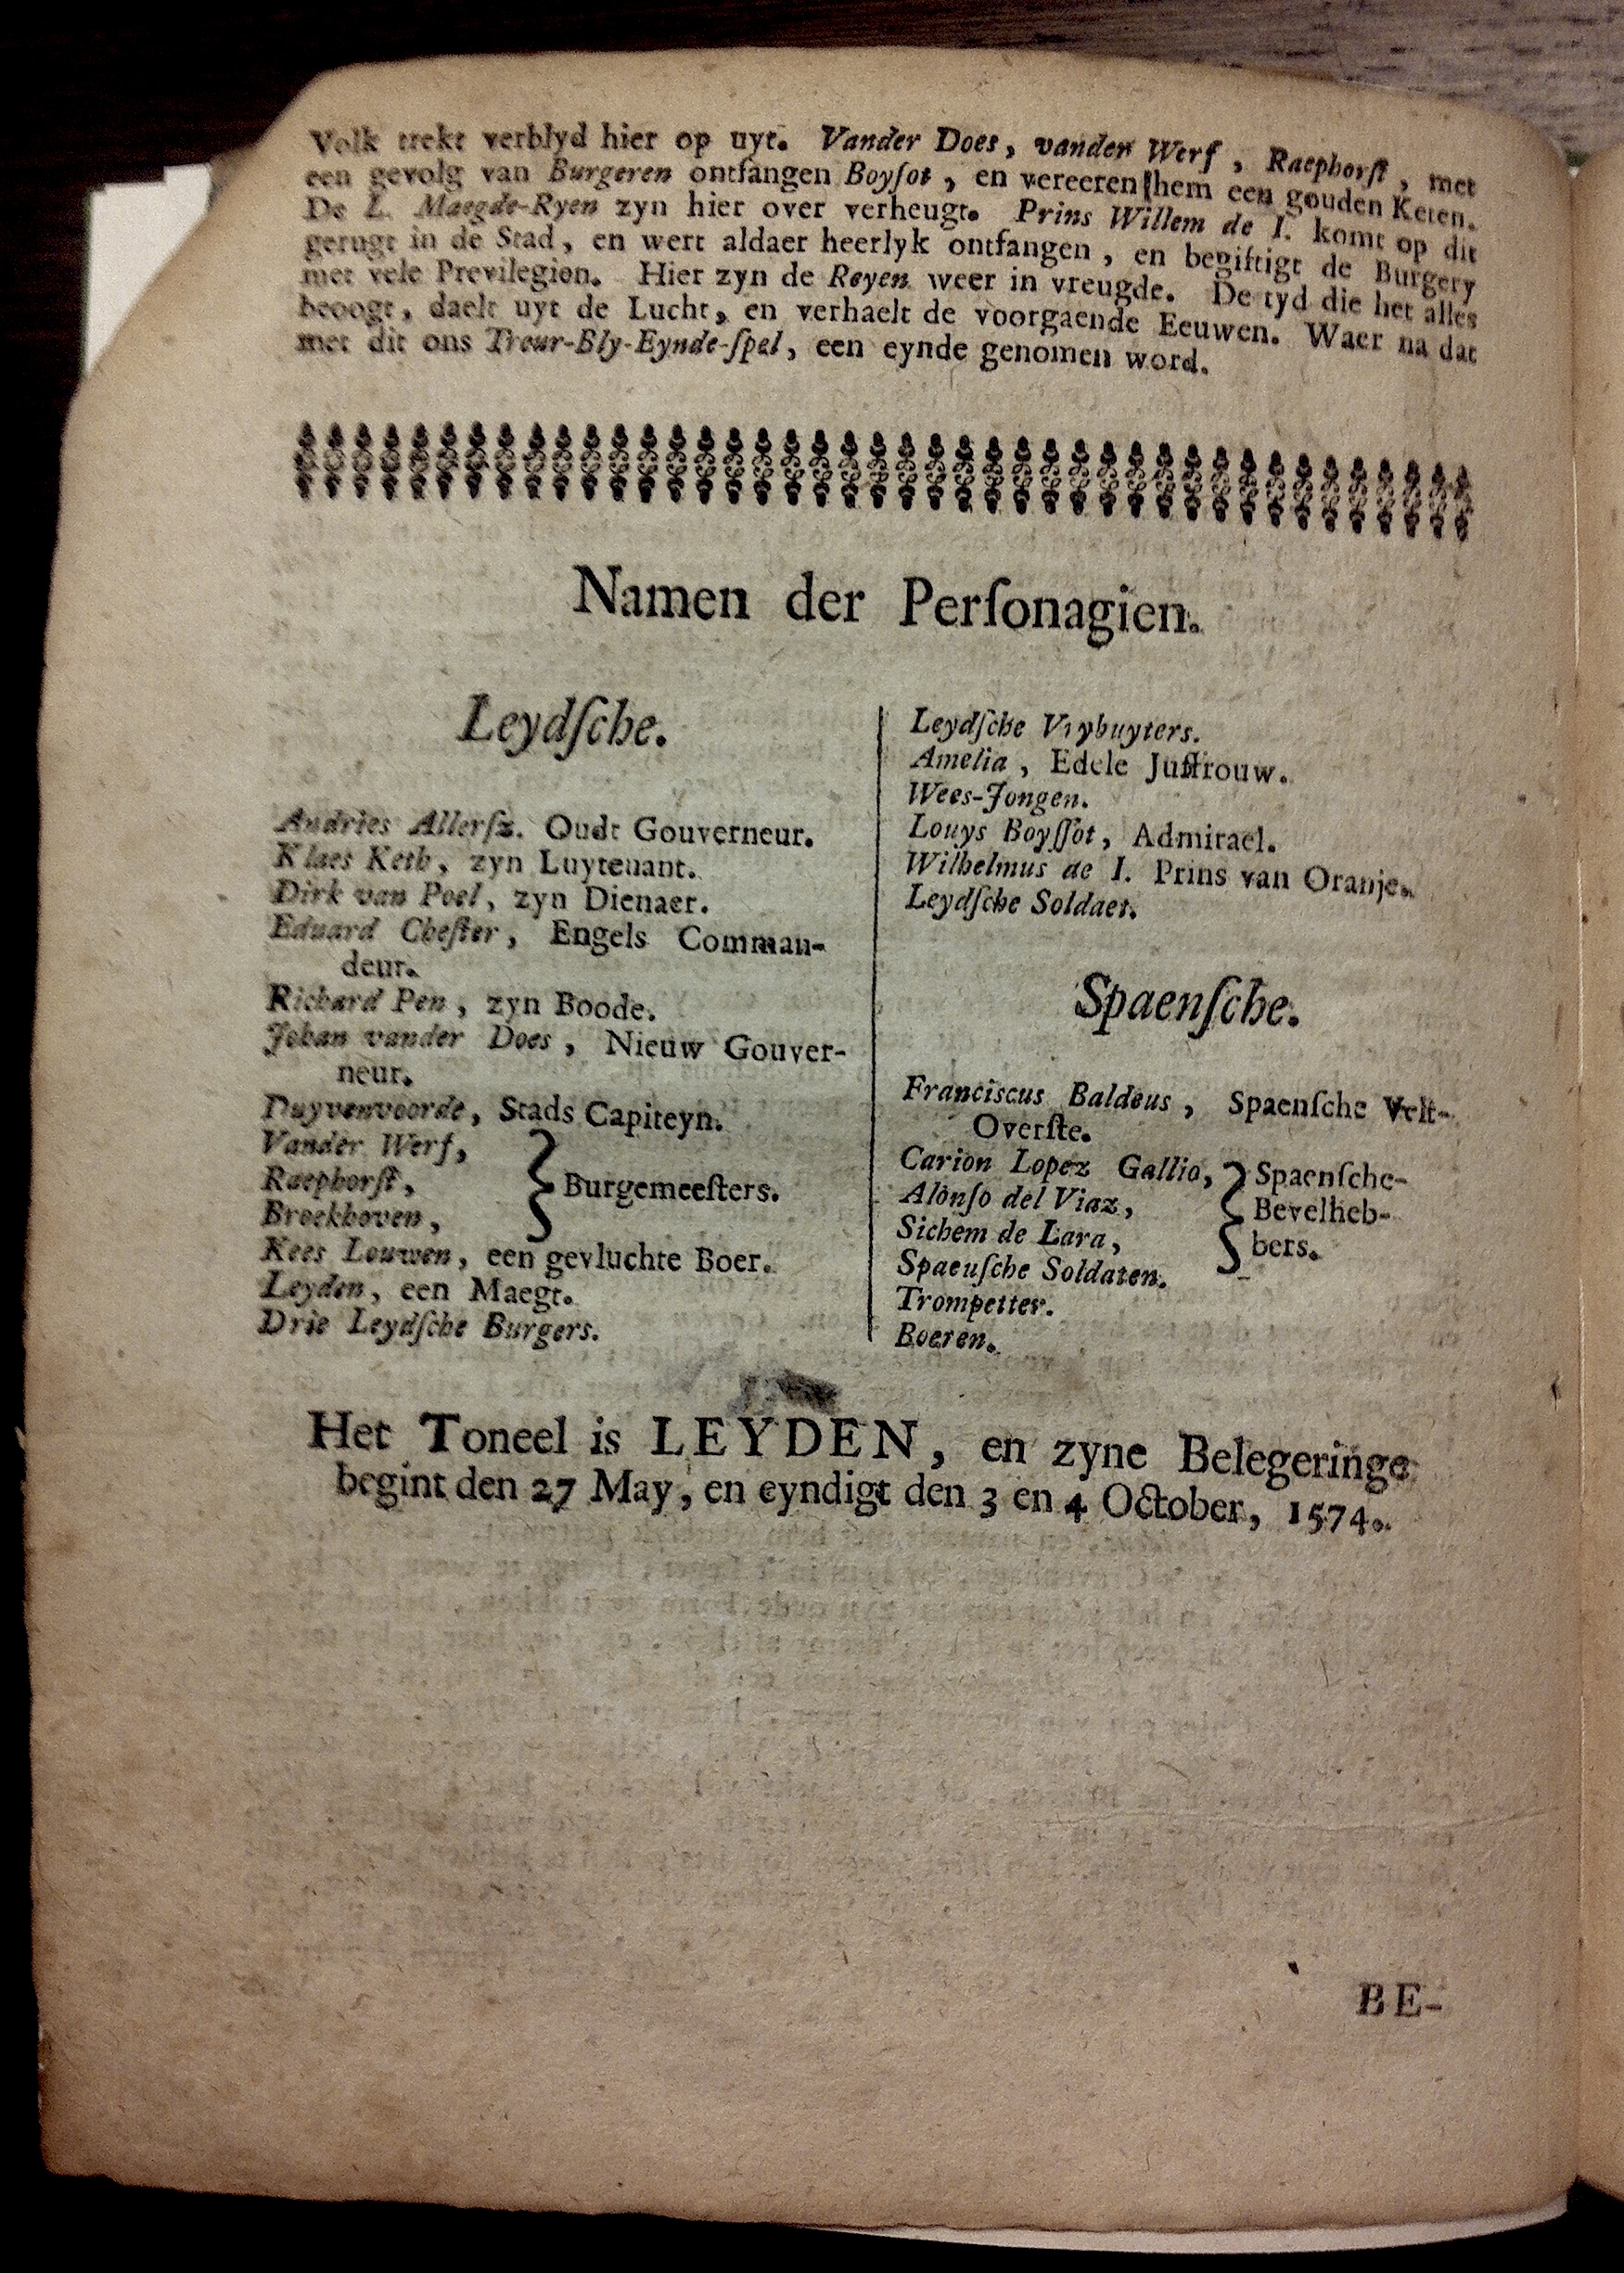 Volk trekt verblyd hier op uyt. Vander Does, vander Werf, Raephorſt, met
een gevolg van Burgeren ontfangen Boyſot, en vereeren hem een gouden Keten.
De L. Maegde-Ryen zyn hier over verheugt. Prins Willem de I. komt op dit
gerugt in de Stad, en wert aldaer heerlyk ontfangen, en begiftigt de Burgery
met vele Previlegien. Hier zyn de Reyen weer in vreugde. De tyd die het alles
beoogt, daelt uyt de Lucht, en verhaelt de voorgaende Eeuwen. Waer na dat
met dit ons Treur-Bly-Eynde-ſpel, een eynde genomen word.
Namen der Perſonagien.
Leydſche.
Andries Allerſz. Oudt Gouverneur.
Klaes Keth, zyn Luytenant.
Dirk van Poel, zyn Dienaer.
Eduard Cheſter, Engels Comman-
deur.
Richard Pen, zyn Boode.
Johan vander Does, Nieuw Gouver-
neur.
Duyvenvoorde, Stads Capiteyn.
Vander Werf,
Raephorſt,
Broekhoven,
Burgemeeſters.
Kees Louwen, een gevluchte Boer.
Leyden, een Maegt.
Drie Leydſche Burgers.
Leydſche Vrybuyters.
Amelia, Edele Juffrouw.
Wees-Jongen.
Louys Boyſſot, Admirael.
Wilhelmus de I. Prins van Oranje.
Leydſche Soldaet.
Spaenſche.
Franciscus Baldeus, Spaenſche Velt-
Overſte.
Carion Lopez Gallio,
Alonſo del Viaz,
Sichem de Lara,
Spaenſche-
Bevelheb-
bers.
Spaeuſche Soldaten.
Trompetter.
Boeren.
Het Toneel is LEYDEN, en zyne Belegeringe
begint den 27 May, en eyndigt den 3 en 4 October, 1574.
BE-